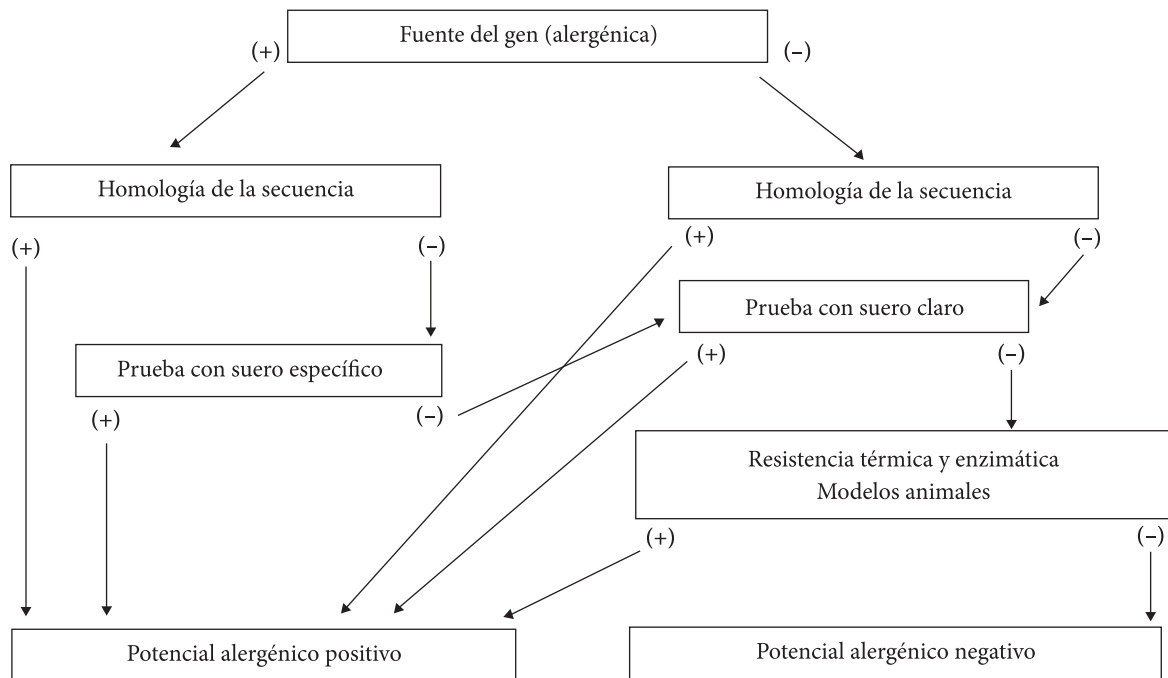 Fuente del gen (alergénica)
(+)
(–)
Homología de la secuencia
Homología de la secuencia
(+)
(–)
(+)
(–)
Prueba con suero claro
Prueba con suero específico
(+)
(–)
(+)
(–)
Resistencia térmica y enzimática
Modelos animales
(+)
(–)
Potencial alergénico positivo
Potencial alergénico negativo